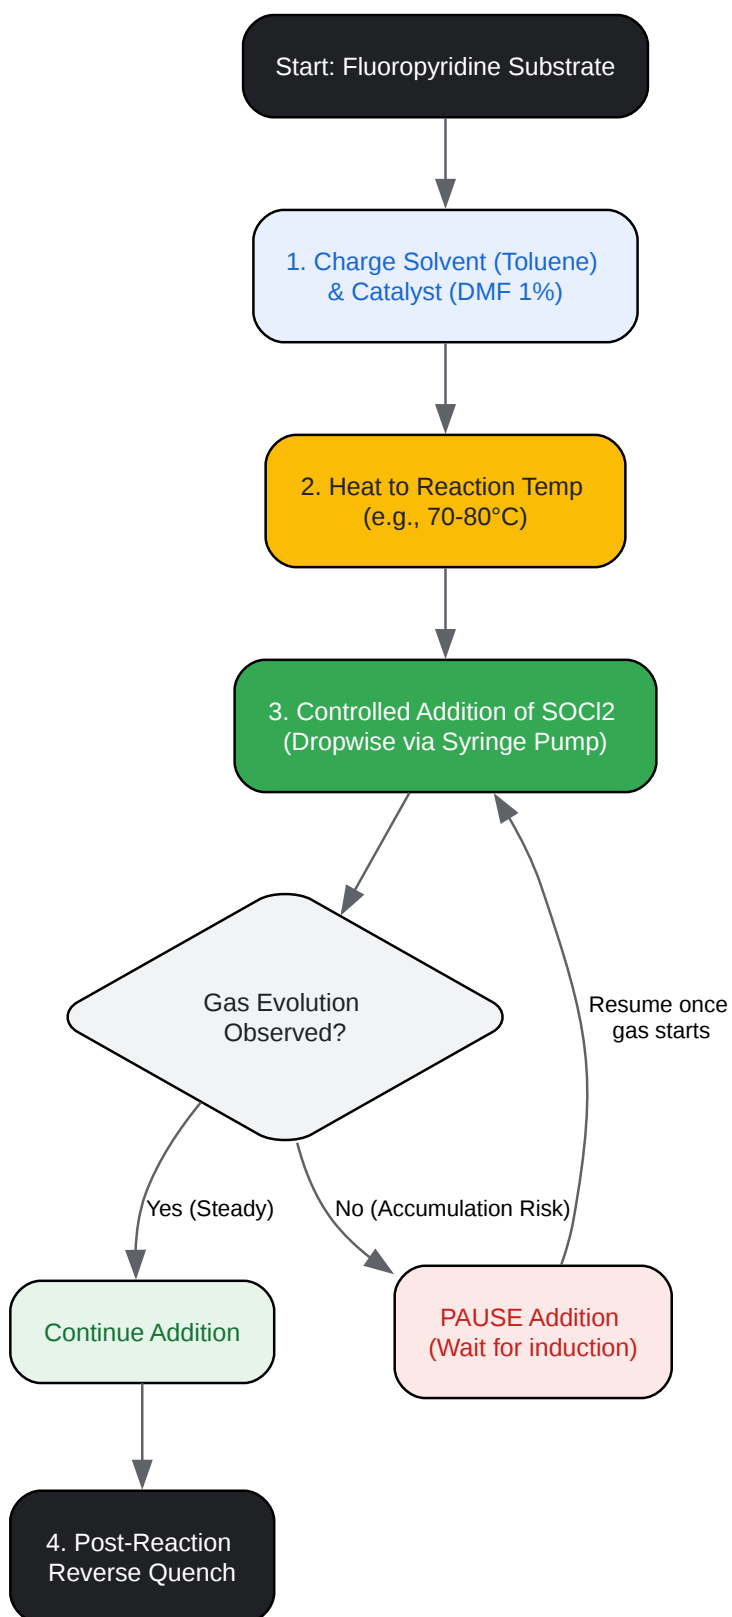 Start: Fluoropyridine Substrate
1. Charge Solvent (Toluene)
& Catalyst (DMF 1%)
2. Heat to Reaction Temp
(e.g., 70-80°C)
3. Controlled Addition of SOCl2
(Dropwise via Syringe Pump)
Gas Evolution
Observed?
Resume once
gas starts
Yes (Steady)
No (Accumulation Risk)
Continue Addition
PAUSE Addition
(Wait for induction)
4. Post-Reaction
Reverse Quench